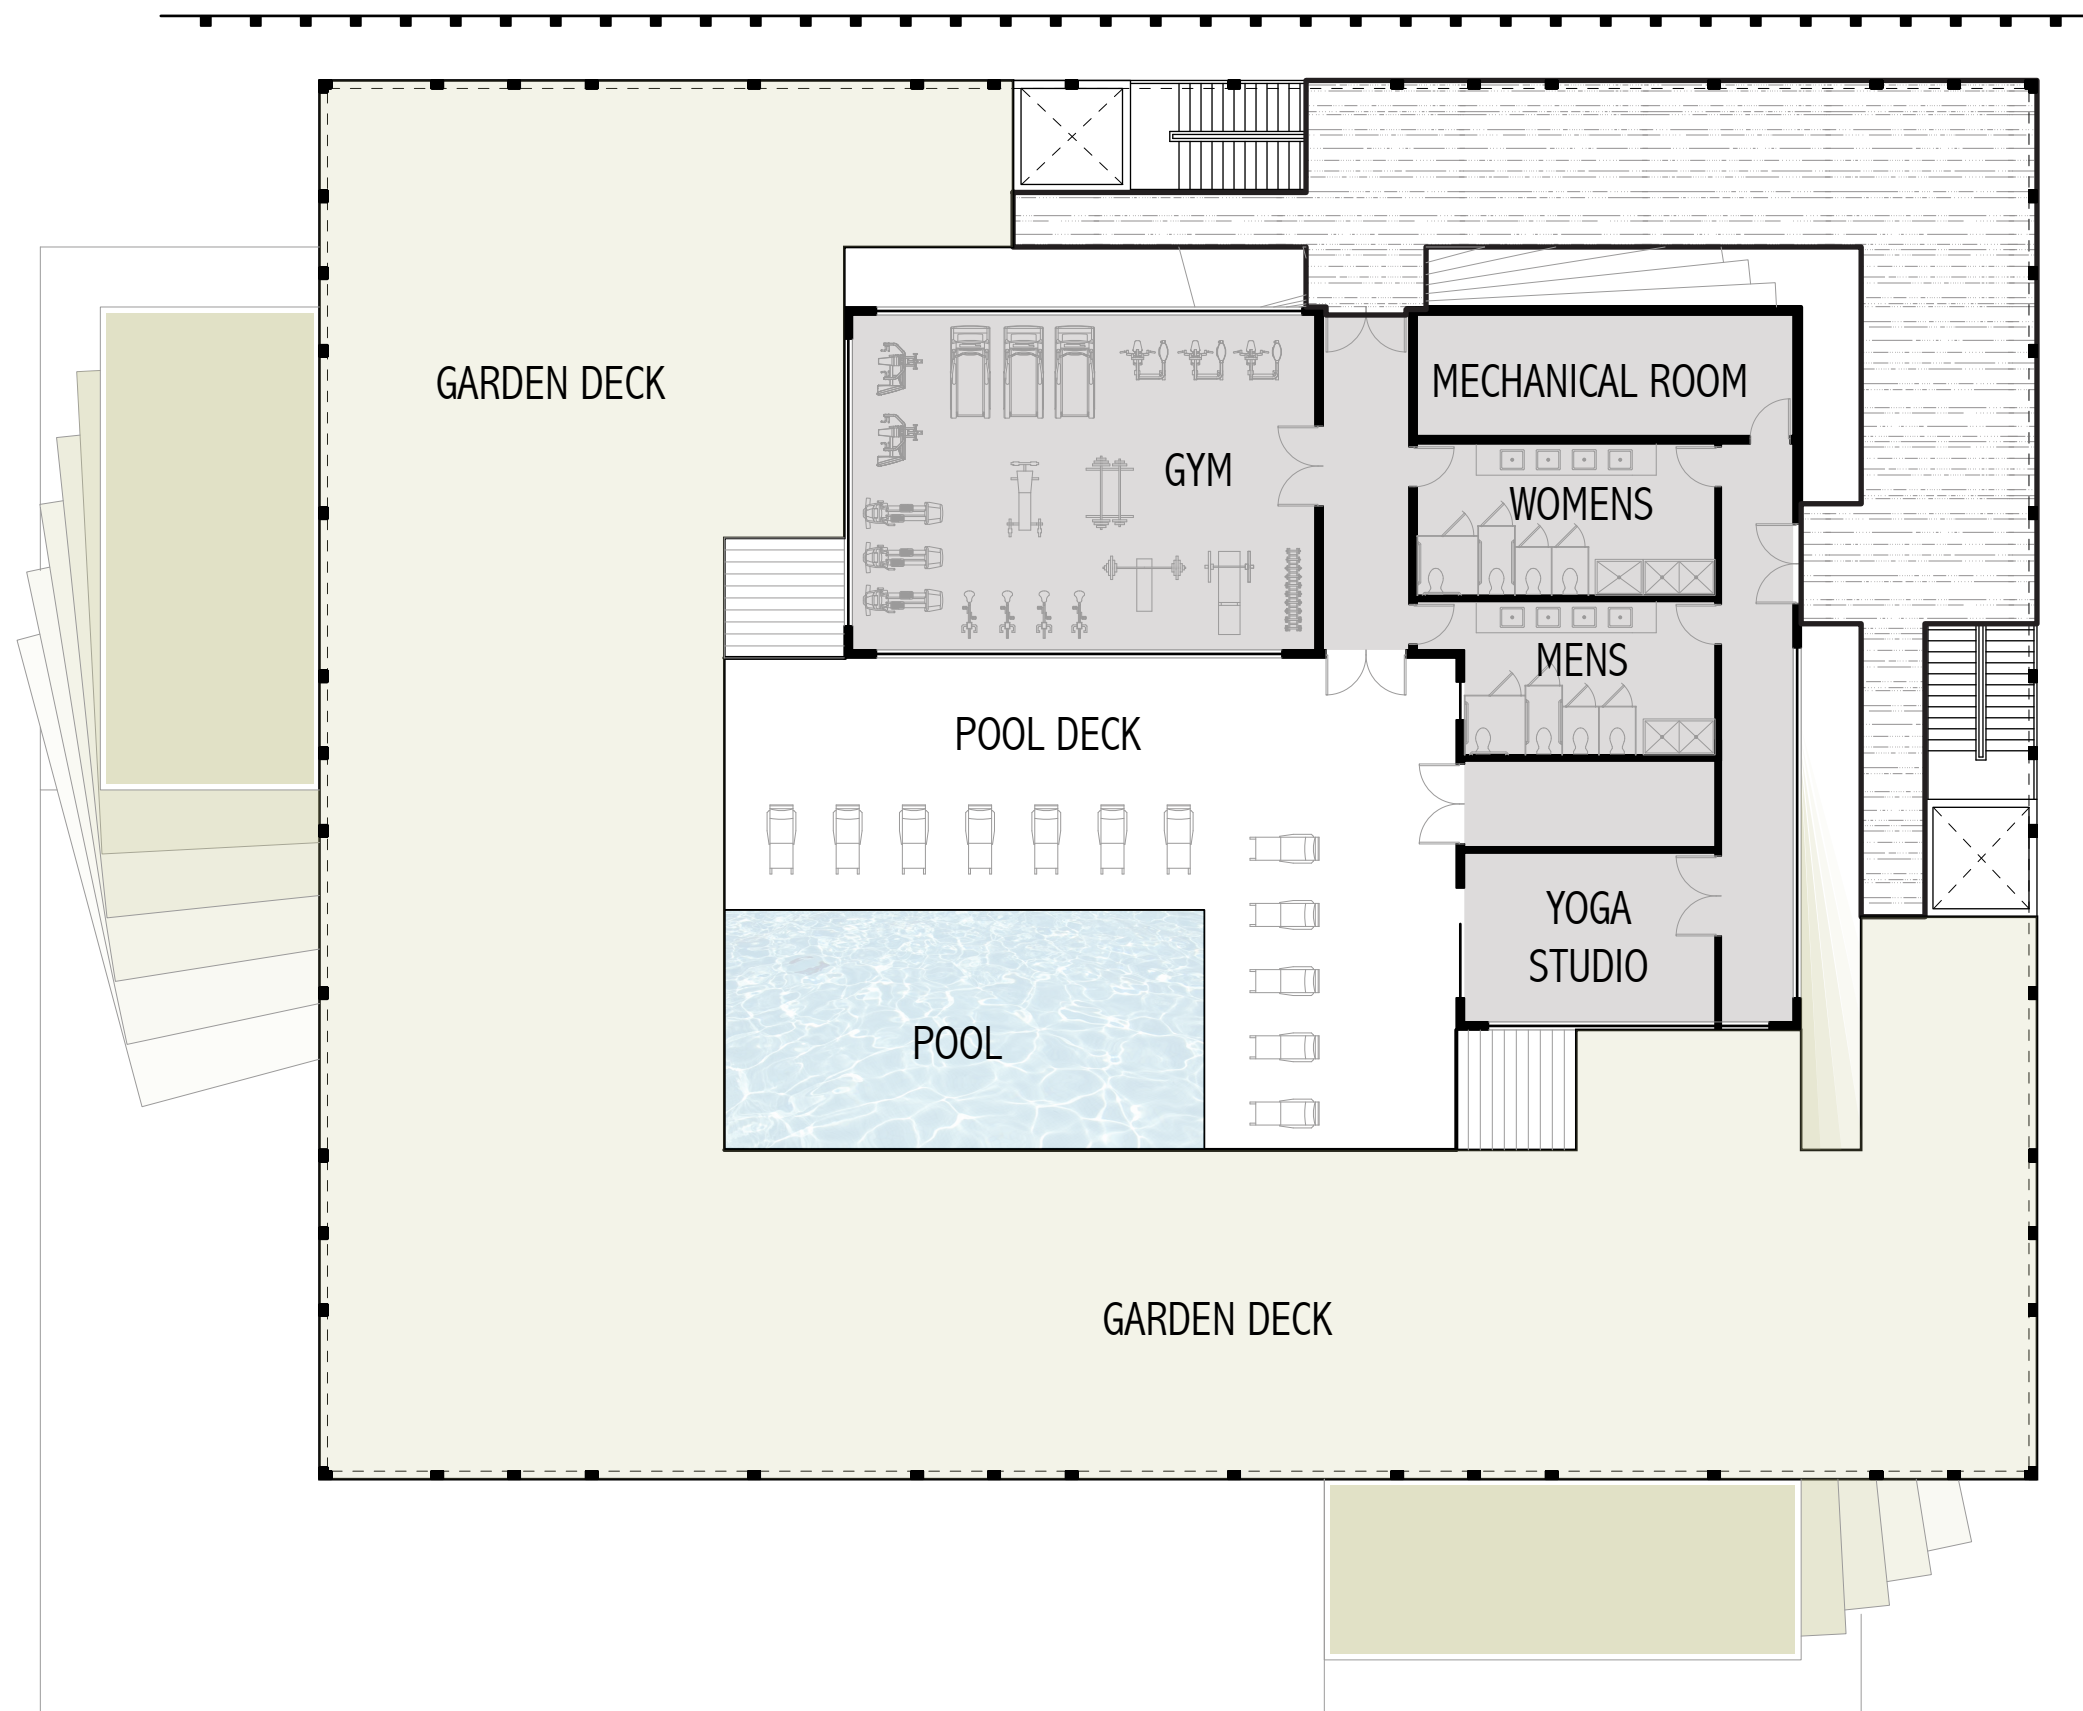 MECHANICAL ROOM
GARDEN DECK
GYM
WOMENS
MENS
POOL DECK
YOGA
STUDIO
POOL
GARDEN DECK